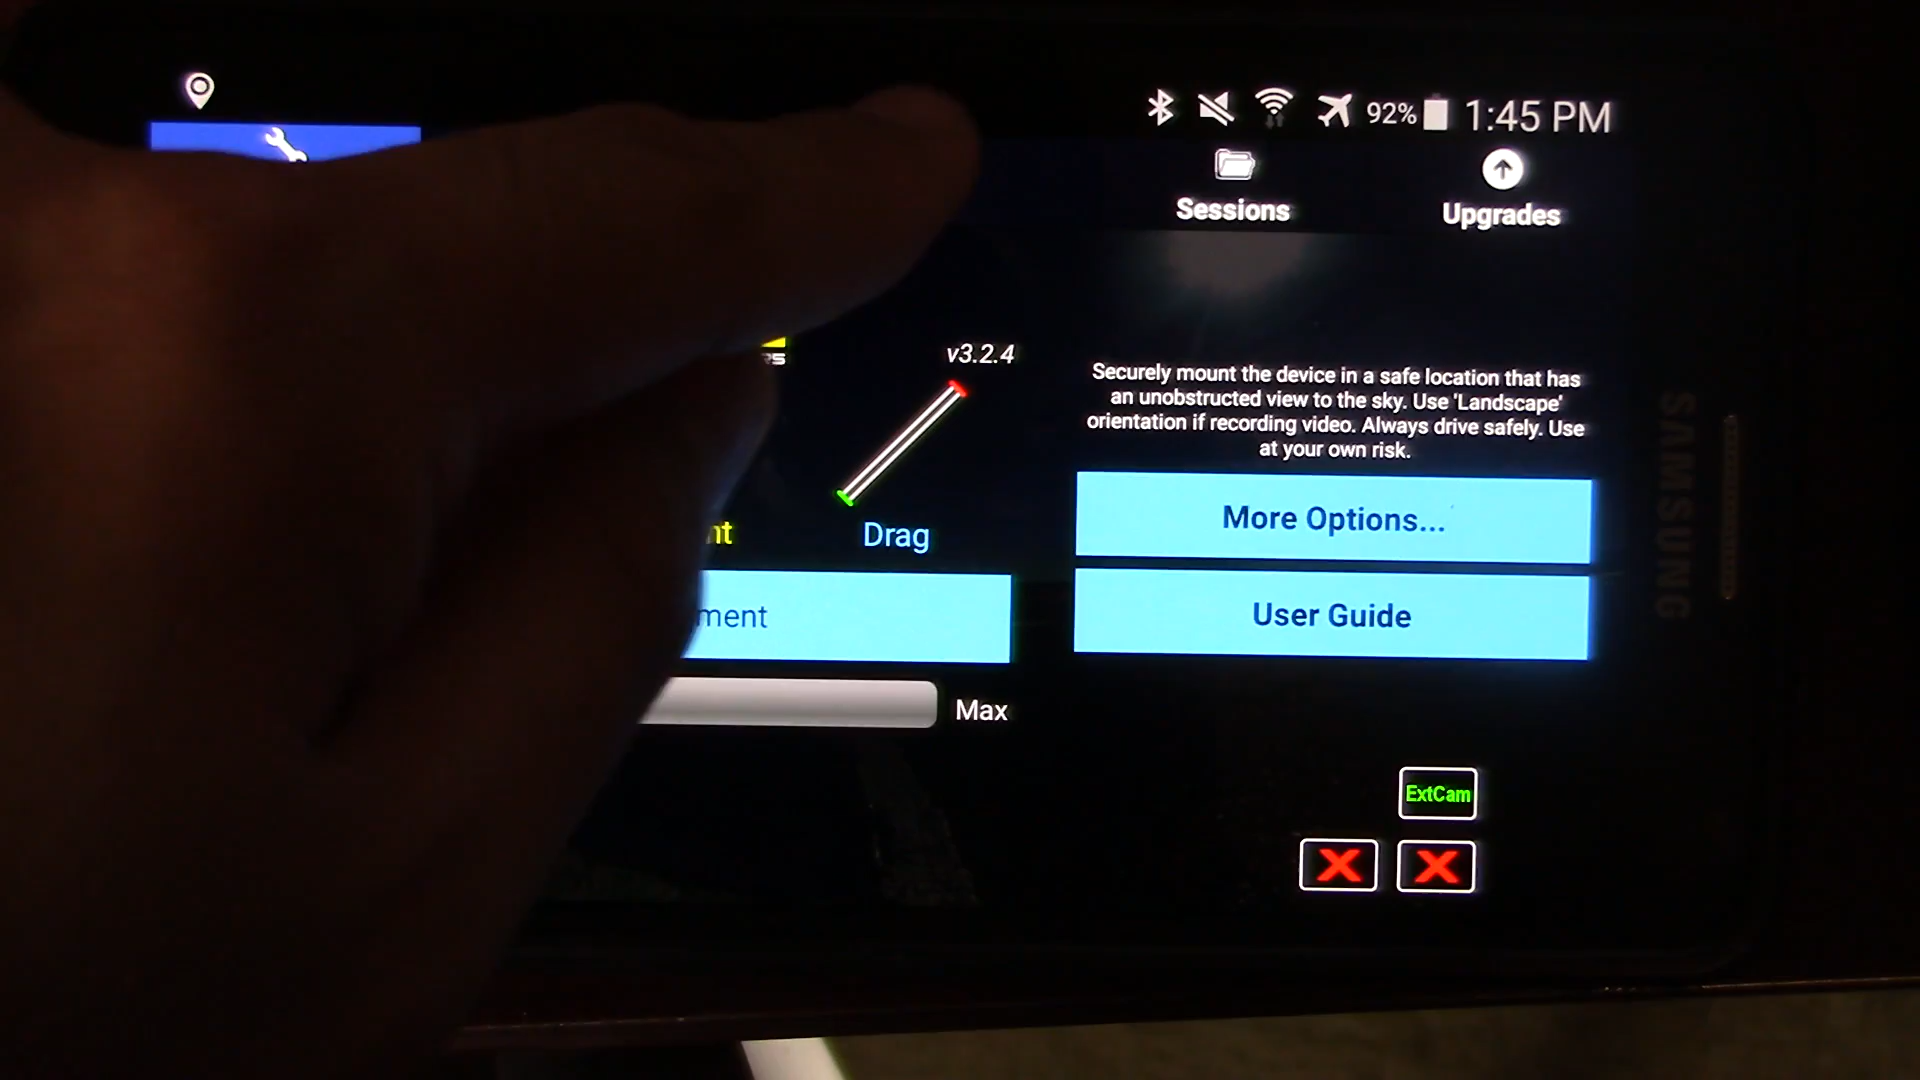 92% 1:45 PM
Sessions
Upgrades
v3.2.4
Securely mount the device in a safe location that has
an unobstructed view to the sky. Use 'Landscape'
orientation if recording video. Always drive safely. Use
at your own risk.
Drag
More Options...
User Guide
Max
ExtCam
SAMSUNG